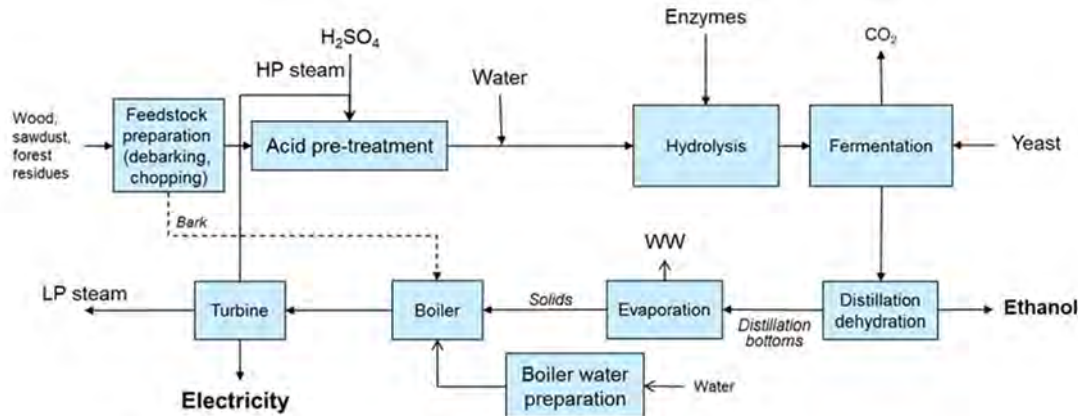 Enzymes
CO₂
H₂SO₄
HP steam
Water
Wood,
sawdust,
forest
residues
Feedstock
preparation
(debarking,
chopping)
Acid pre-treatment
Hydrolysis
Fermentation
Yeast
Bark
WW
LP steam
Turbine
Boiler
Solids
Evaporation
Distillation
bottoms
Distillation
dehydration
Ethanol
Electricity
Boiler water
preparation
Water